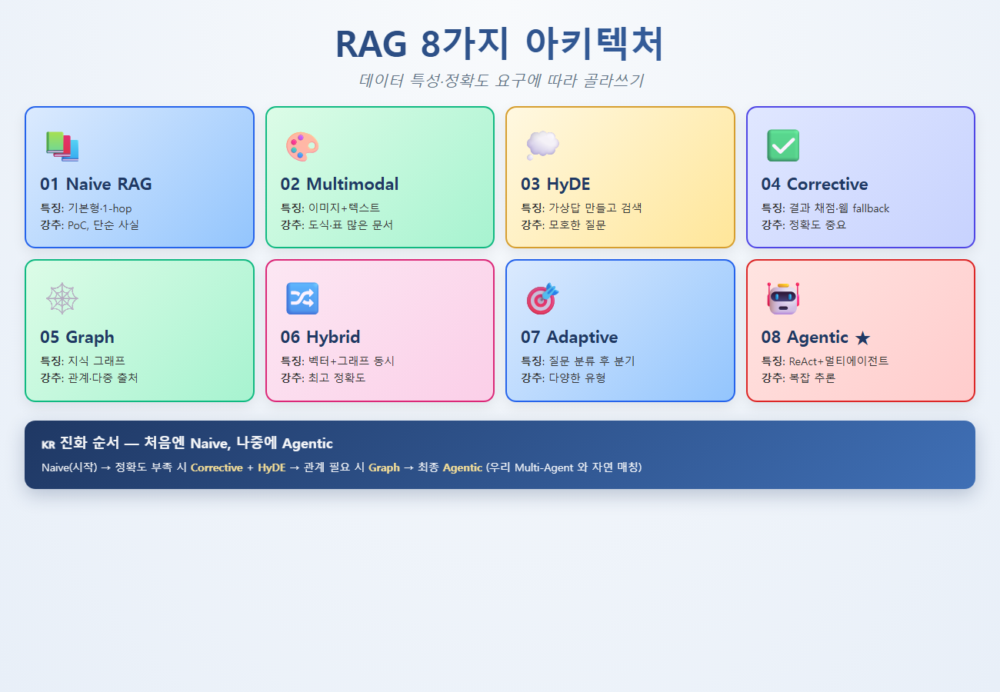 RAG 8가지 아키텍처
데이터 특성·정확도 요구에 따라 골라쓰기
01 Naive RAG
특징: 기본형·1-hop
강추: PoC, 단순 사실
02 Multimodal
특징: 이미지+텍스트
강추: 도식·표 많은 문서
03 HyDE
특징: 가상답 만들고 검색
강추: 모호한 질문
04 Corrective
특징: 결과 채점·웹 fallback
강추: 정확도 중요
05 Graph
특징: 지식 그래프
강추: 관계·다중 출처
06 Hybrid
특징: 벡터+그래프 동시
강추: 최고 정확도
07 Adaptive
특징: 질문 분류 후 분기
강추: 다양한 유형
08 Agentic ★
특징: ReAct+멀티에이전트
강추: 복잡 추론
KR 진화 순서 — 처음엔 Naive, 나중에 Agentic
Naive(시작) → 정확도 부족 시 Corrective + HyDE → 관계 필요 시 Graph → 최종 Agentic (우리 Multi-Agent 와 자연 매칭)